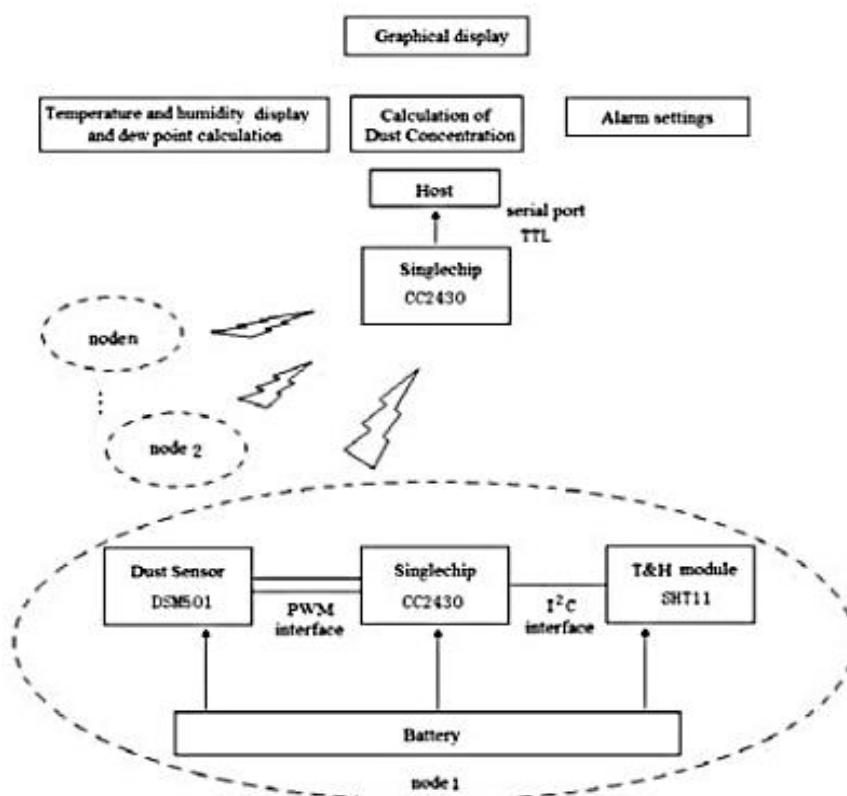 Graphical display
Temperature and humidity display
and dew point calculation
Calculation of
Dust Concentration
Alarm settings
Host
serial port
TTL
Singlechip
CC2430
noden
node 2
Dust Sensor
DSM501
PWM
interface
Singlechip
CC2430
I²C
interface
T&H module
SHT11
Battery
node 1